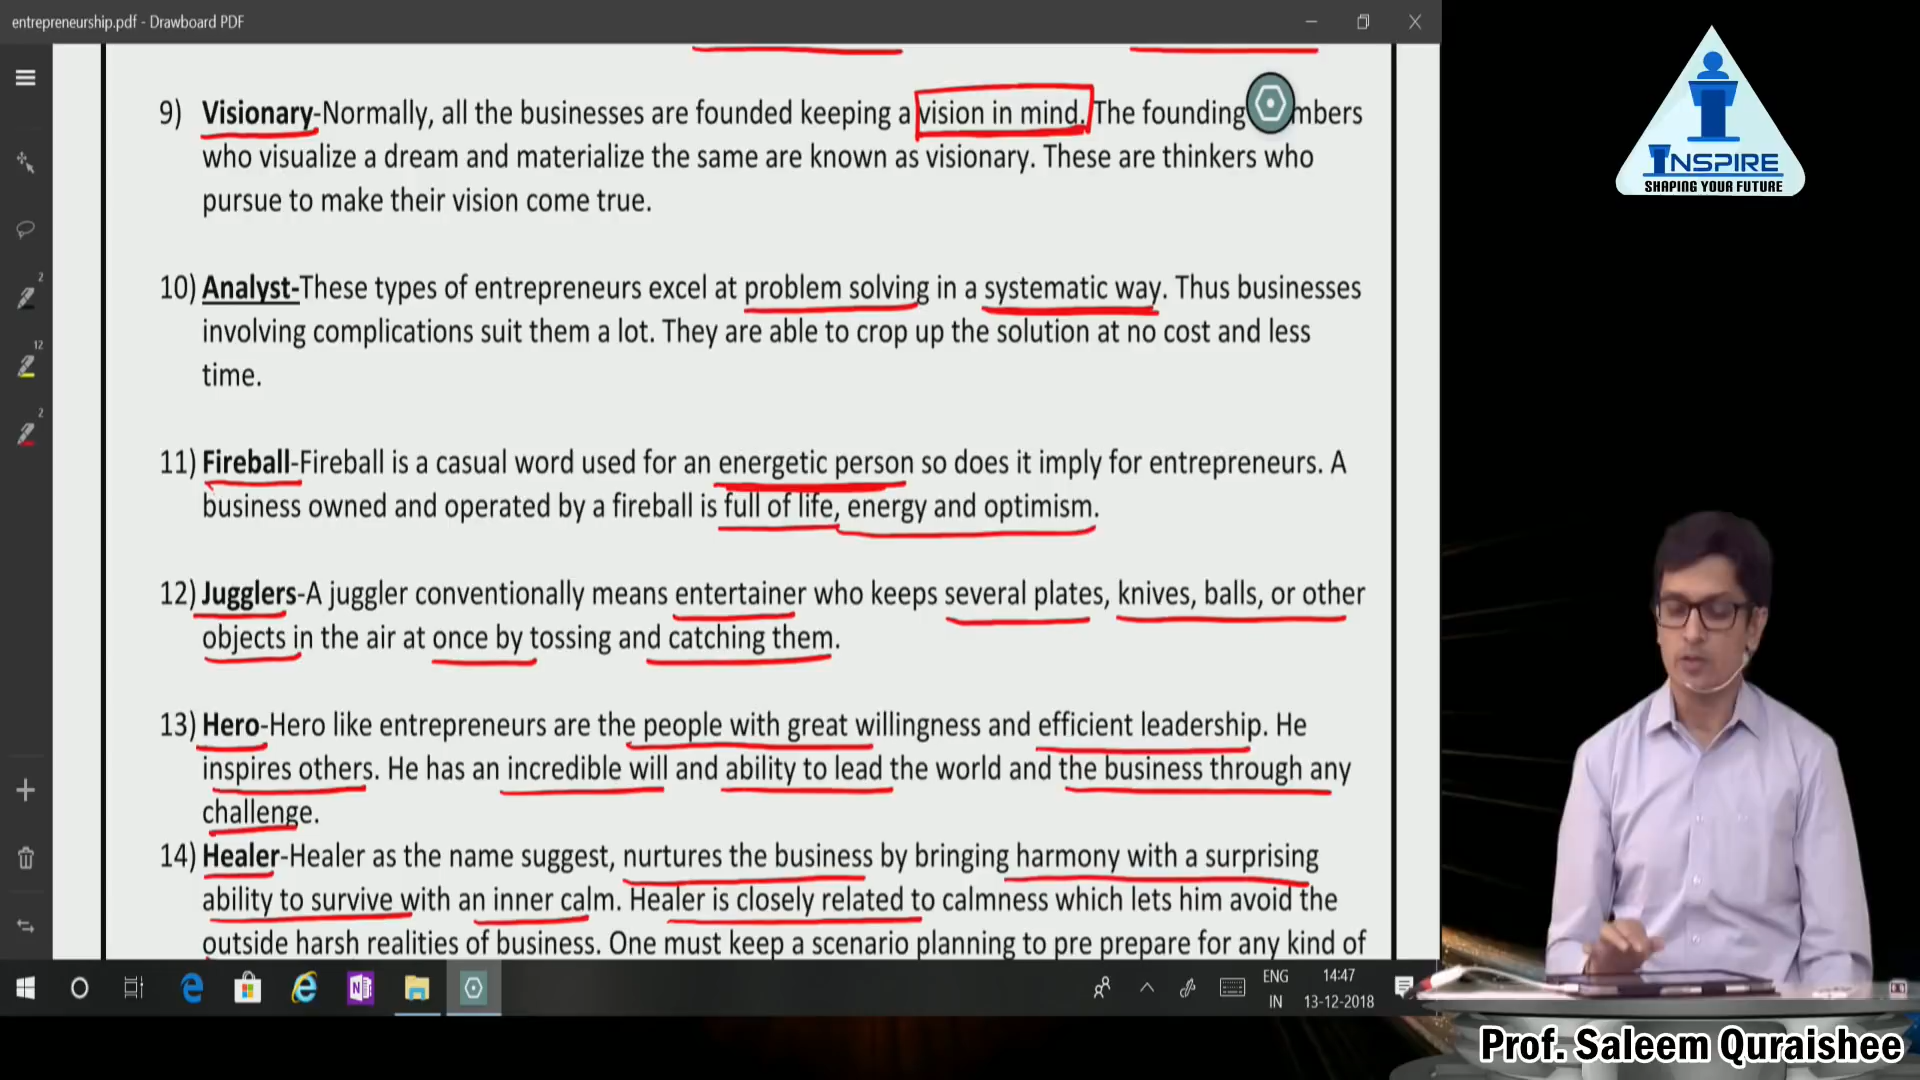 entrepreneurship.pdf - Drawboard PDF
9) Visionary-Normally, all the businesses are founded keeping a vision in mind. The founding mbers
who visualize a dream and materialize the same are known as visionary. These are thinkers who
pursue to make their vision come true.
10) Analyst-These types of entrepreneurs excel at problem solving in a systematic way. Thus businesses
involving complications suit them a lot. They are able to crop up the solution at no cost and less
time.
11) Fireball-Fireball is a casual word used for an energetic person so does it imply for entrepreneurs. A
business owned and operated by a fireball is full of life, energy and optimism.
12) Jugglers-A juggler conventionally means entertainer who keeps several plates, knives, balls, or other
objects in the air at once by tossing and catching them.
13) Hero-Hero like entrepreneurs are the people with great willingness and efficient leadership. He
inspires others. He has an incredible will and ability to lead the world and the business through any
challenge.
14) Healer-Healer as the name suggest, nurtures the business by bringing harmony with a surprising
ability to survive with an inner calm. Healer is closely related to calmness which lets him avoid the
outside harsh realities of business. One must keep a scenario planning to pre prepare for any kind of
2
12
2
ENG
IN
14:47
13-12-2018
INSPIRE
SHAPING YOUR FUTURE
Prof. Saleem Quraishee